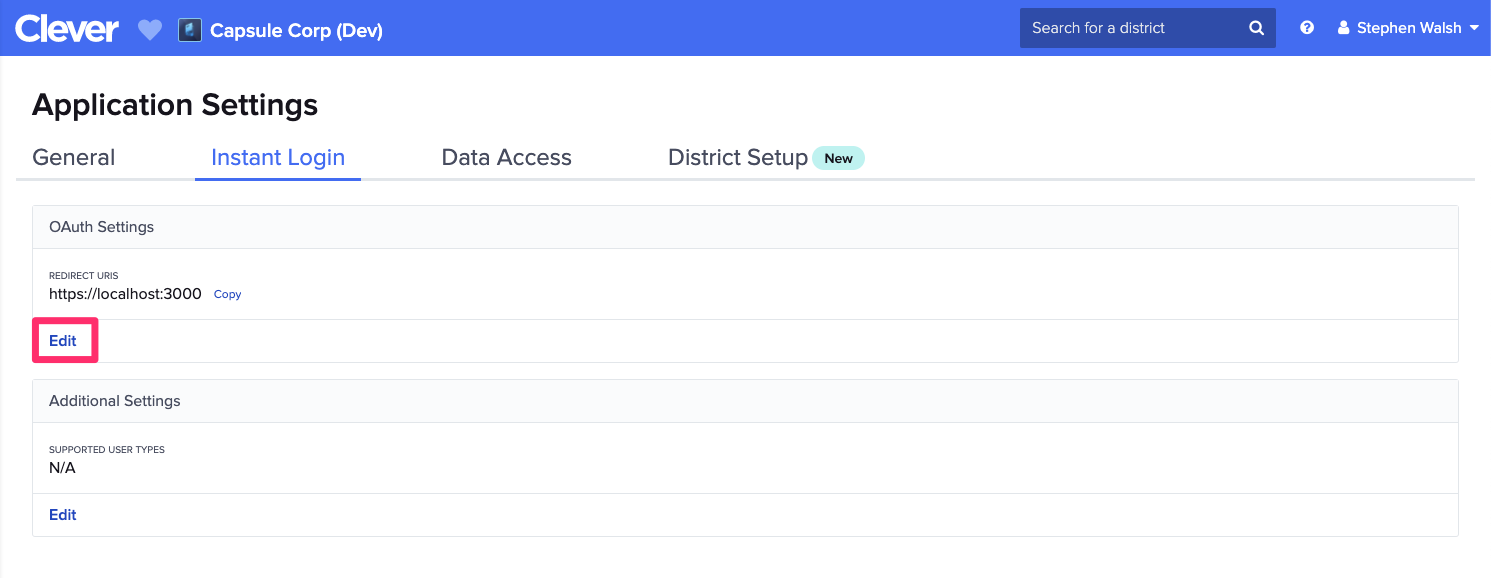 Clever Capsule Corp (Dev) Search for a district Stephen Walsh
Application Settings
General Instant Login Data Access District Setup New
OAuth Settings
REDIRECT URIS
https://localhost:3000 Copy
Edit
Additional Settings
SUPPORTED USER TYPES
N/A
Edit